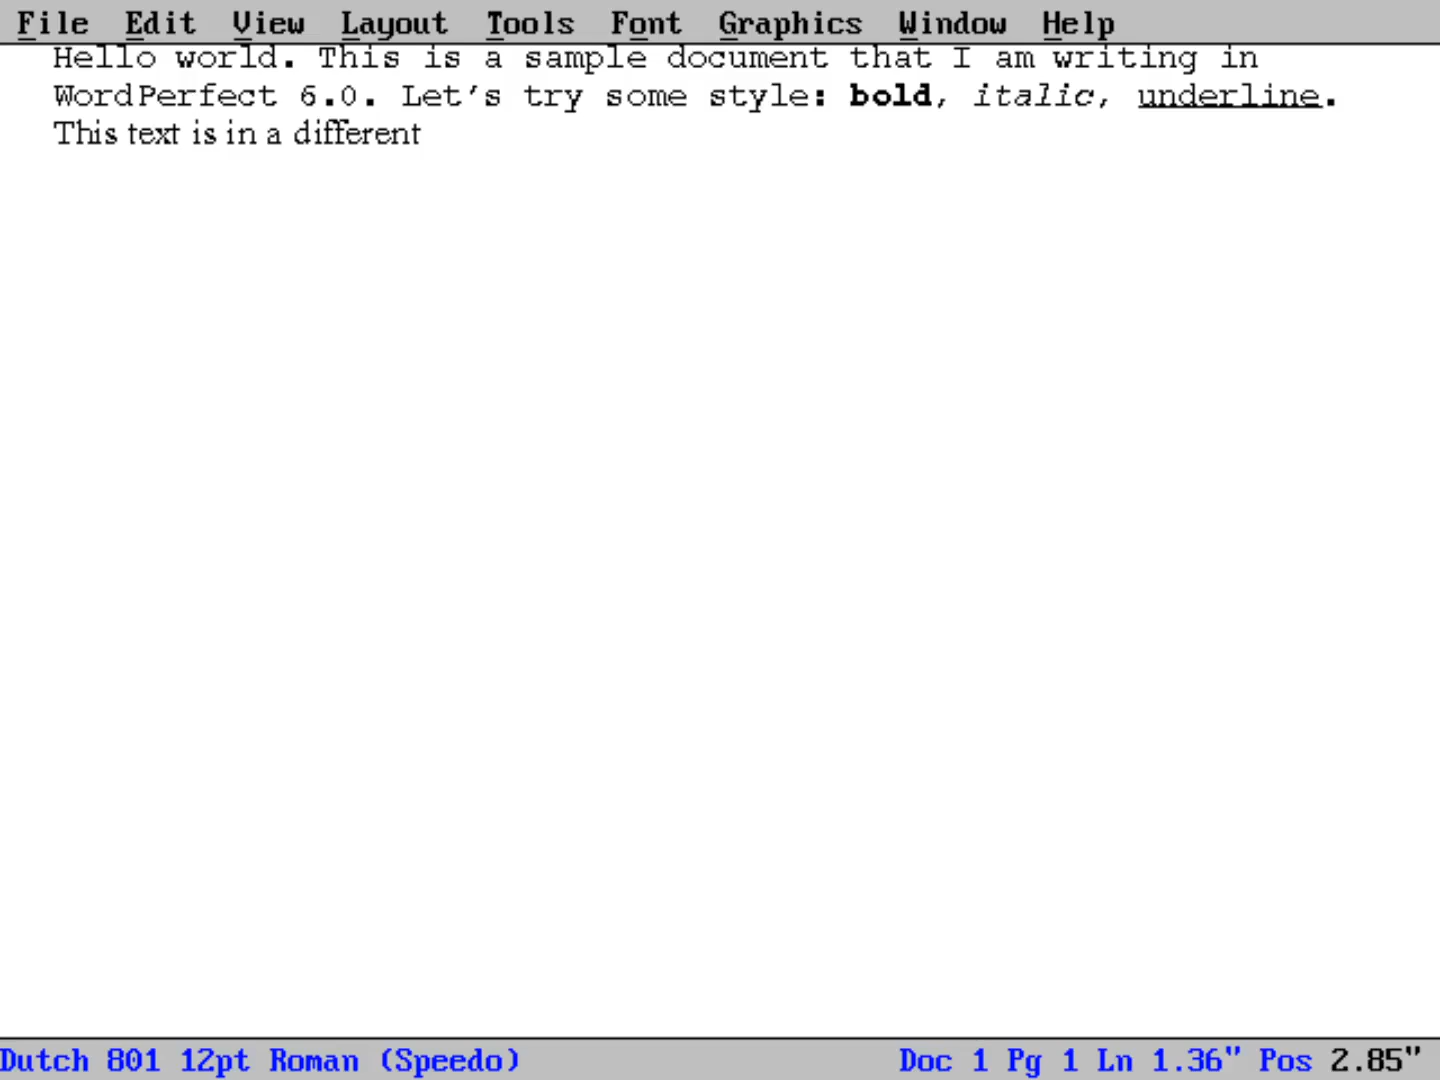 File Edit View Layout Tools Font Graphics Window Help
Hello world. This is a sample document that I am writing in
WordPerfect 6.0. Let's try some style: bold, italic, underline.
This text is in a different
Dutch 801 12pt Roman (Speedo) Doc 1 Pg 1 Ln 1.36" Pos 2.85"